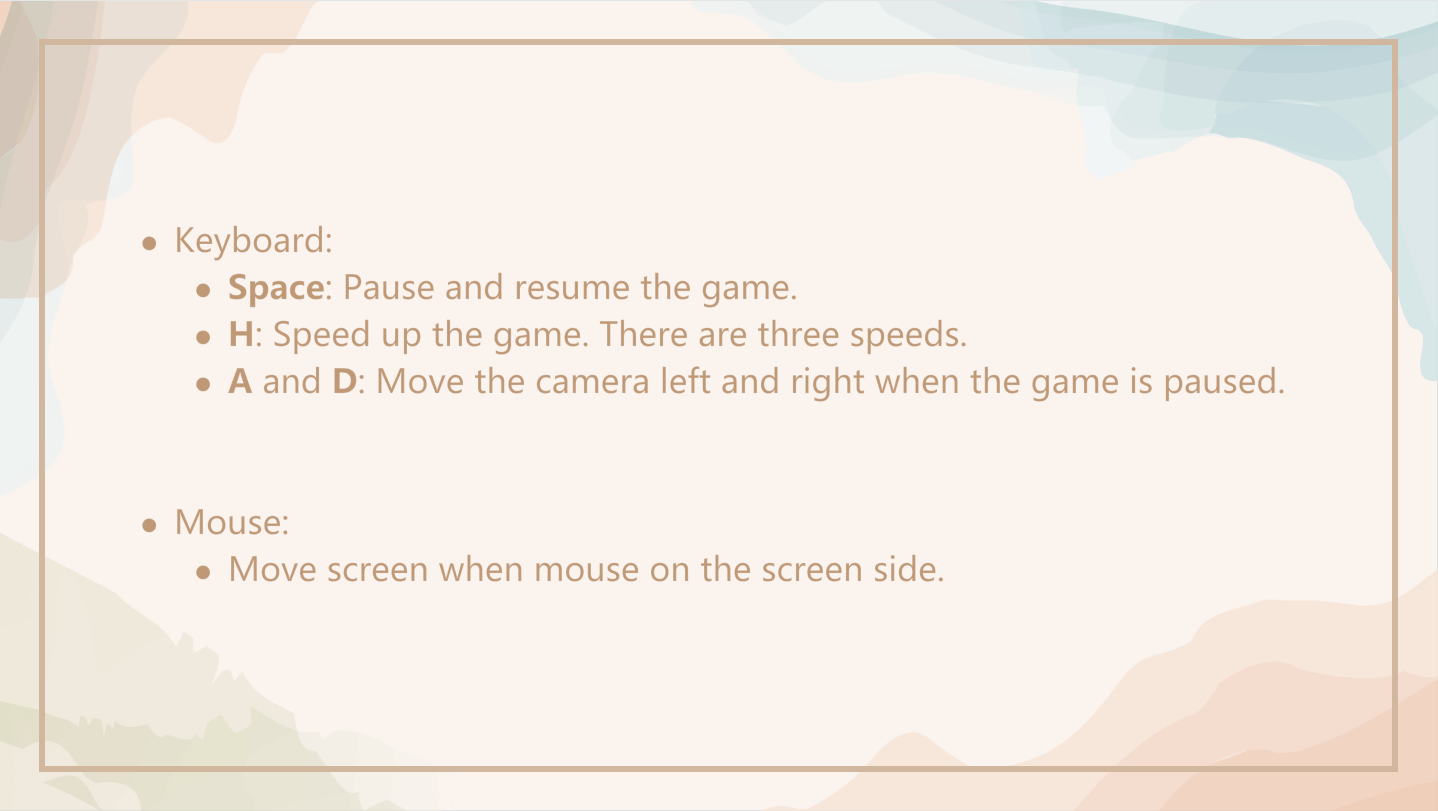 ● Keyboard:
● Space: Pause and resume the game.
● H: Speed up the game. There are three speeds.
● A and D: Move the camera left and right when the game is paused.
● Mouse:
● Move screen when mouse on the screen side.